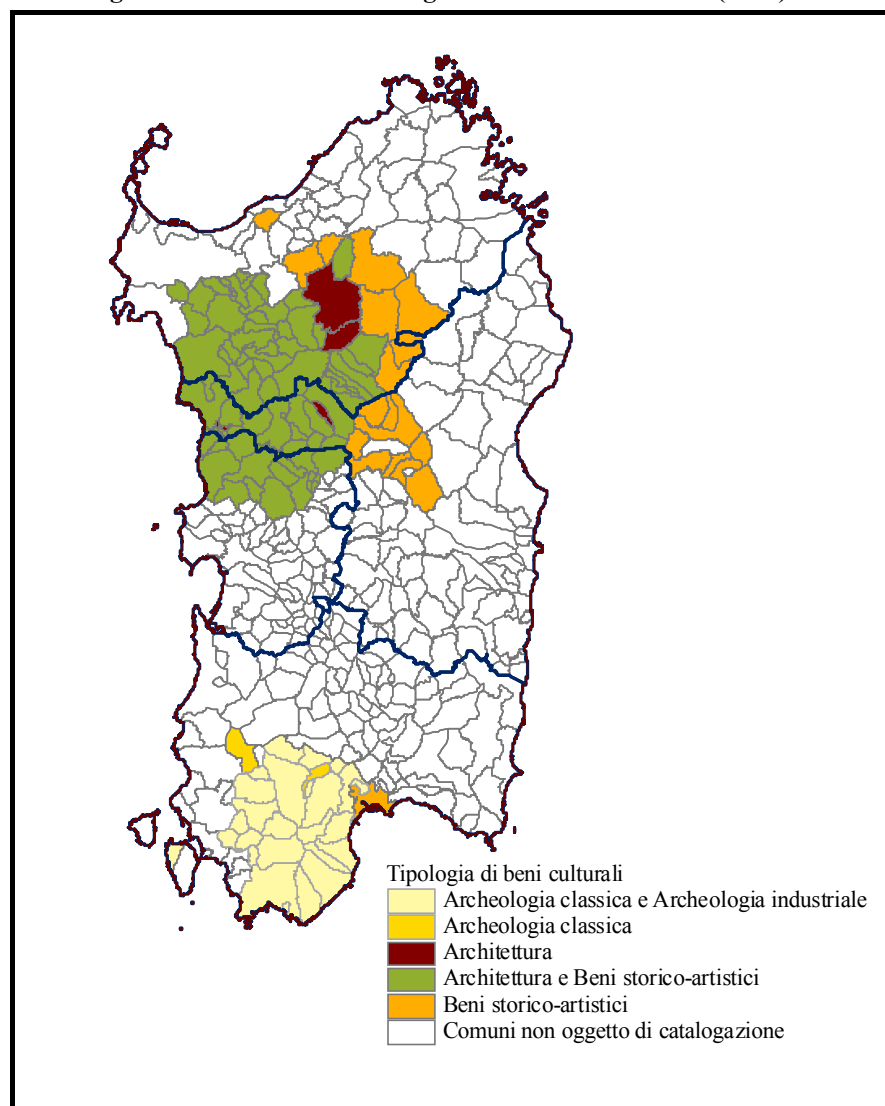 Tipologia di beni culturali
Archeologia classica e Archeologia industriale
Archeologia classica
Architettura
Architettura e Beni storico-artistici
Beni storico-artistici
Comuni non oggetto di catalogazione